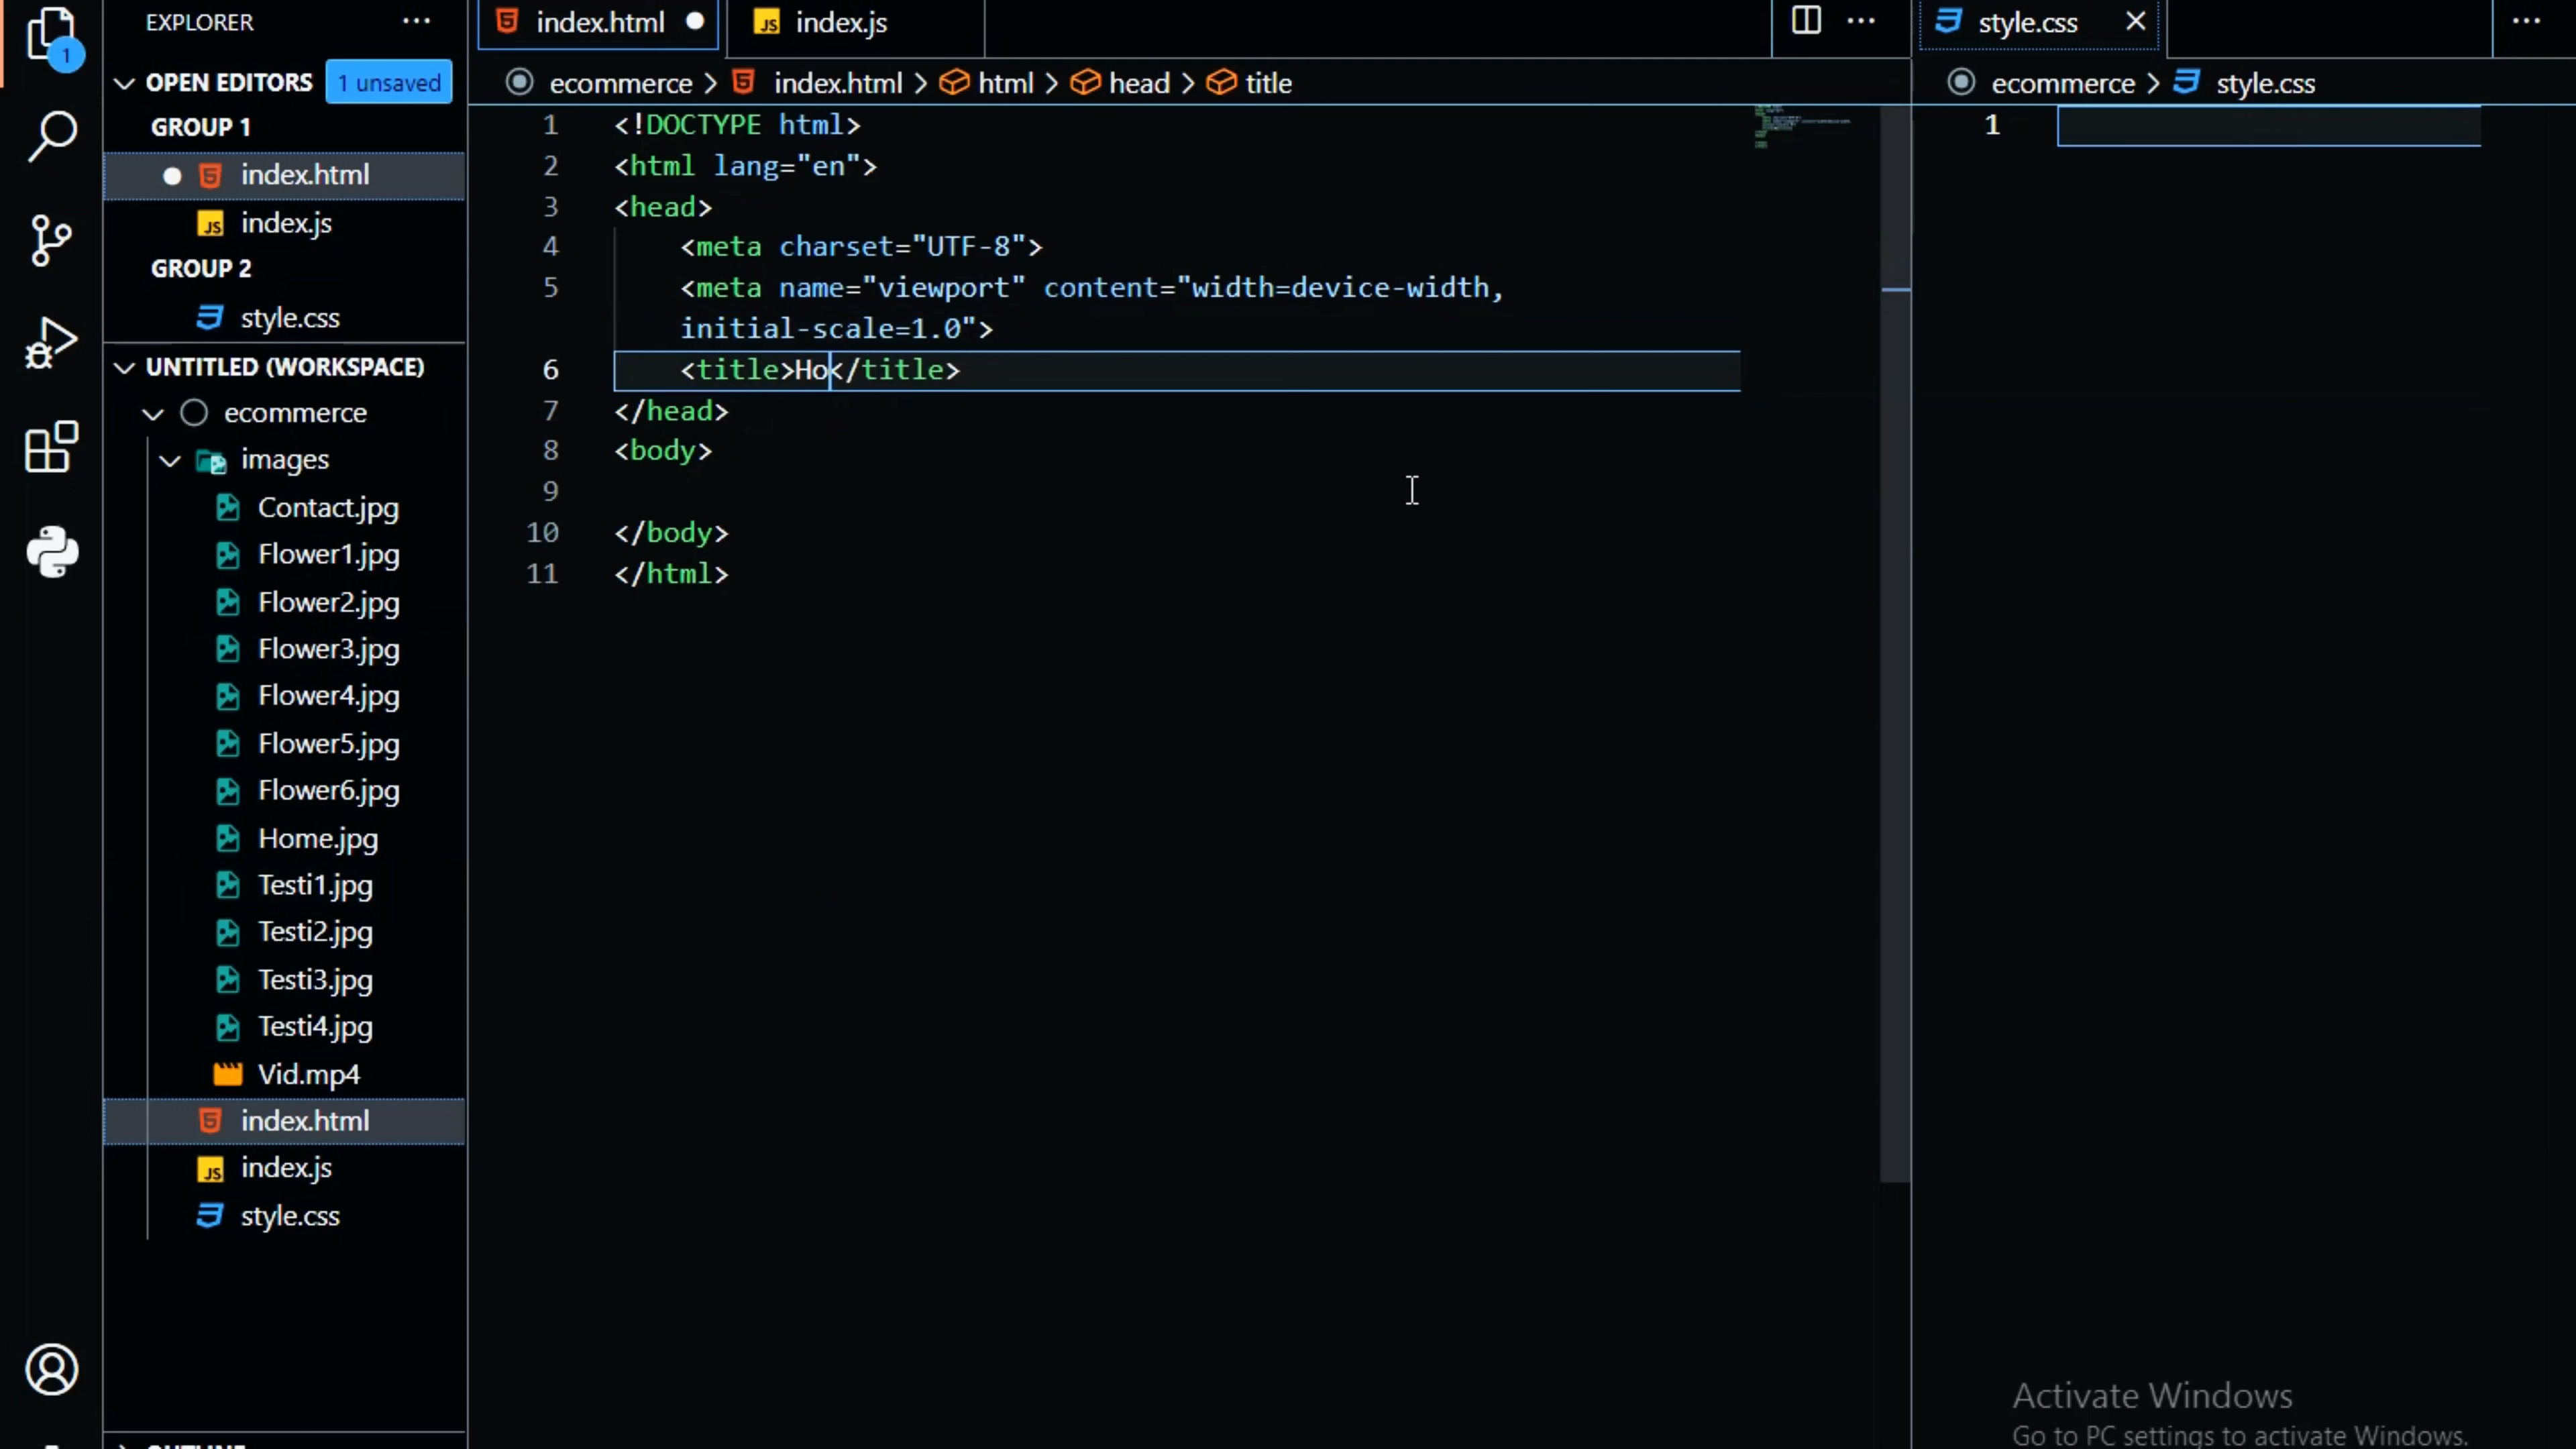 EXPLORER
OPEN EDITORS 1 unsaved
GROUP 1
index.html
index.js
GROUP 2
style.css
UNTITLED (WORKSPACE)
ecommerce
images
Contact.jpg
Flower1.jpg
Flower2.jpg
Flower3.jpg
Flower4.jpg
Flower5.jpg
Flower6.jpg
Home.jpg
Testi1.jpg
Testi2.jpg
Testi3.jpg
Testi4.jpg
Vid.mp4
index.html
index.js
style.css
OUTLINE
1
index.html
JS index.js
ecommerce > index.html > html > head > title
1 <!DOCTYPE html>
2 <html lang="en">
3 <head>
4 <meta charset="UTF-8">
5 <meta name="viewport" content="width=device-width,
initial-scale=1.0">
6 <title>Ho</title>
7 </head>
8 <body>
9
10 </body>
11 </html>
style.css
ecommerce > style.css
1
Activate Windows
Go to PC settings to activate Windows.